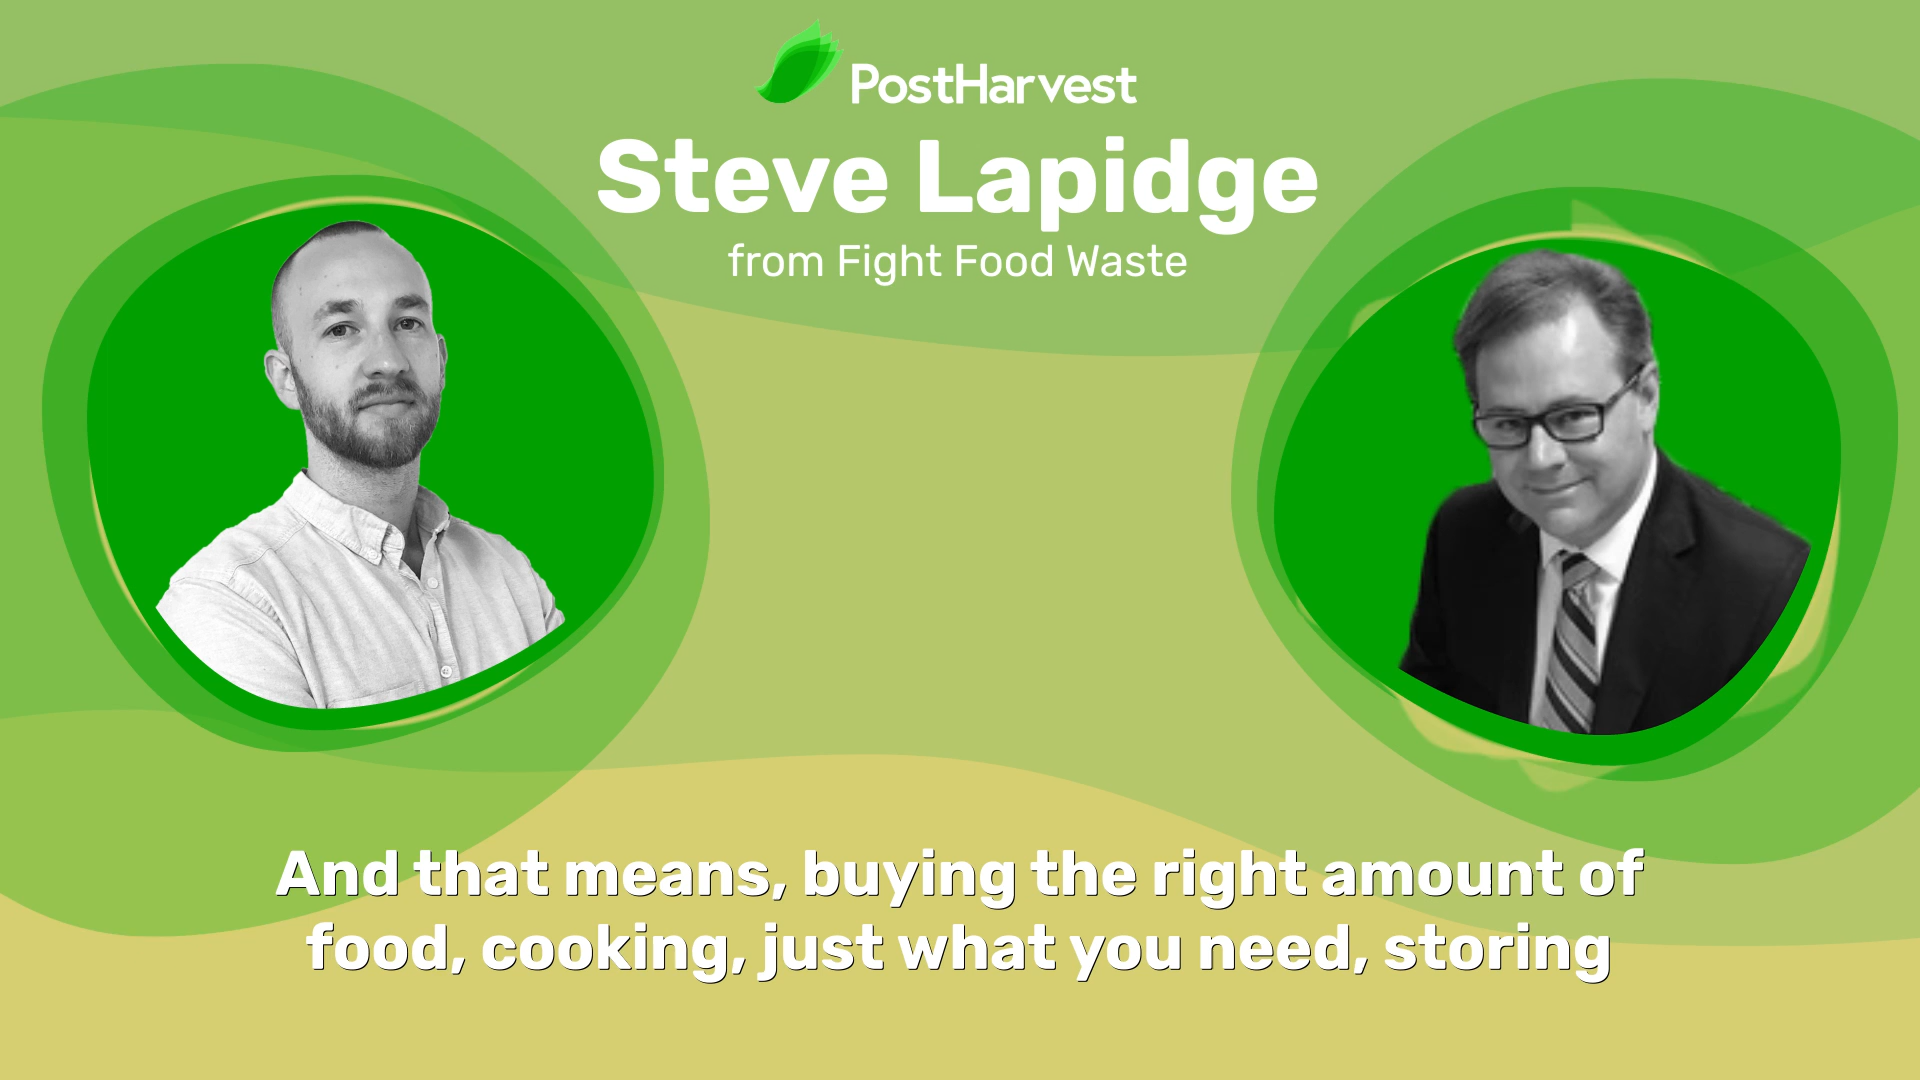 PostHarvest
Steve Lapidge
from Fight Food Waste
And that means, buying the right amount of
food, cooking, just what you need, storing